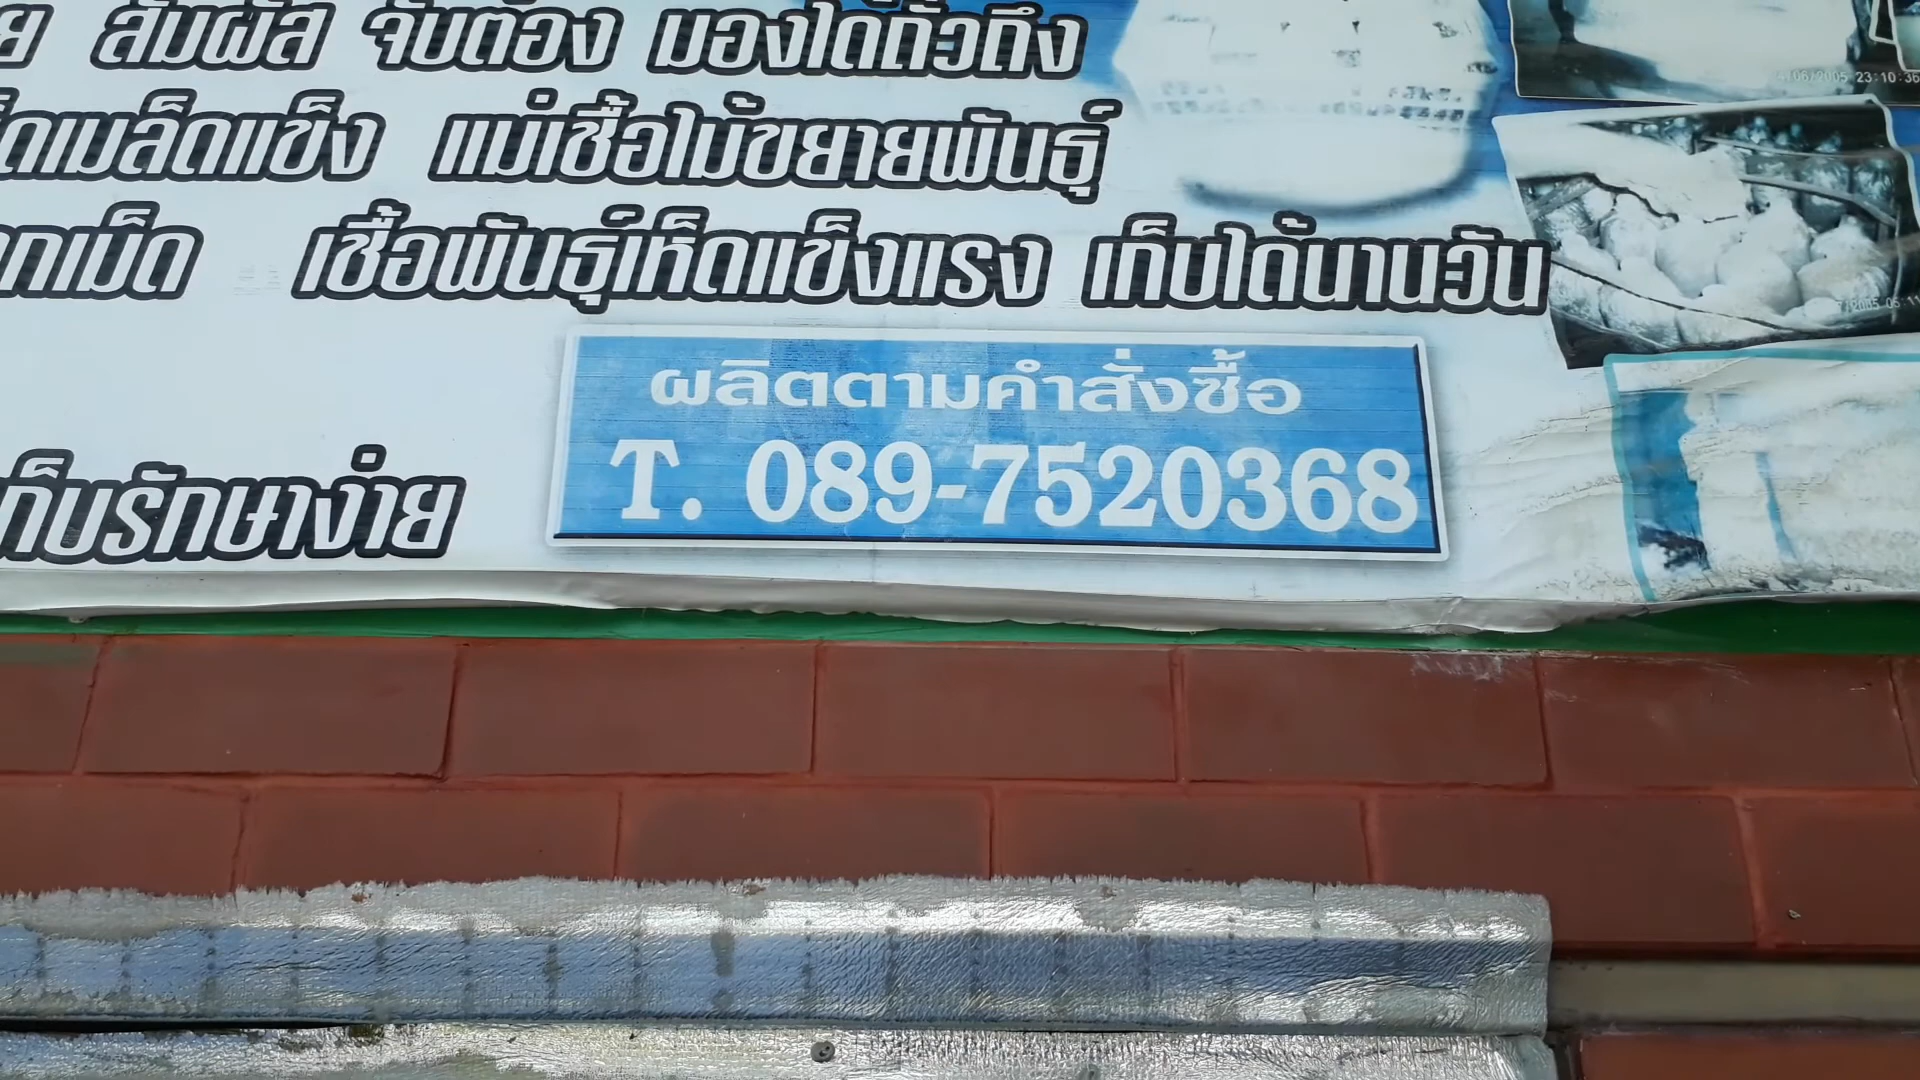 สัมผัส จับต้อง มองได้ถั่วถึง
แม่เชื้อไม้ขยายพันธุ์
เชื้อพันธุ์เห็ดแข็งแรง เก็บได้นานวัน
ผลิตตามคำสั่งซื้อ
T. 089-7520368
เก็บรักษาง่าย